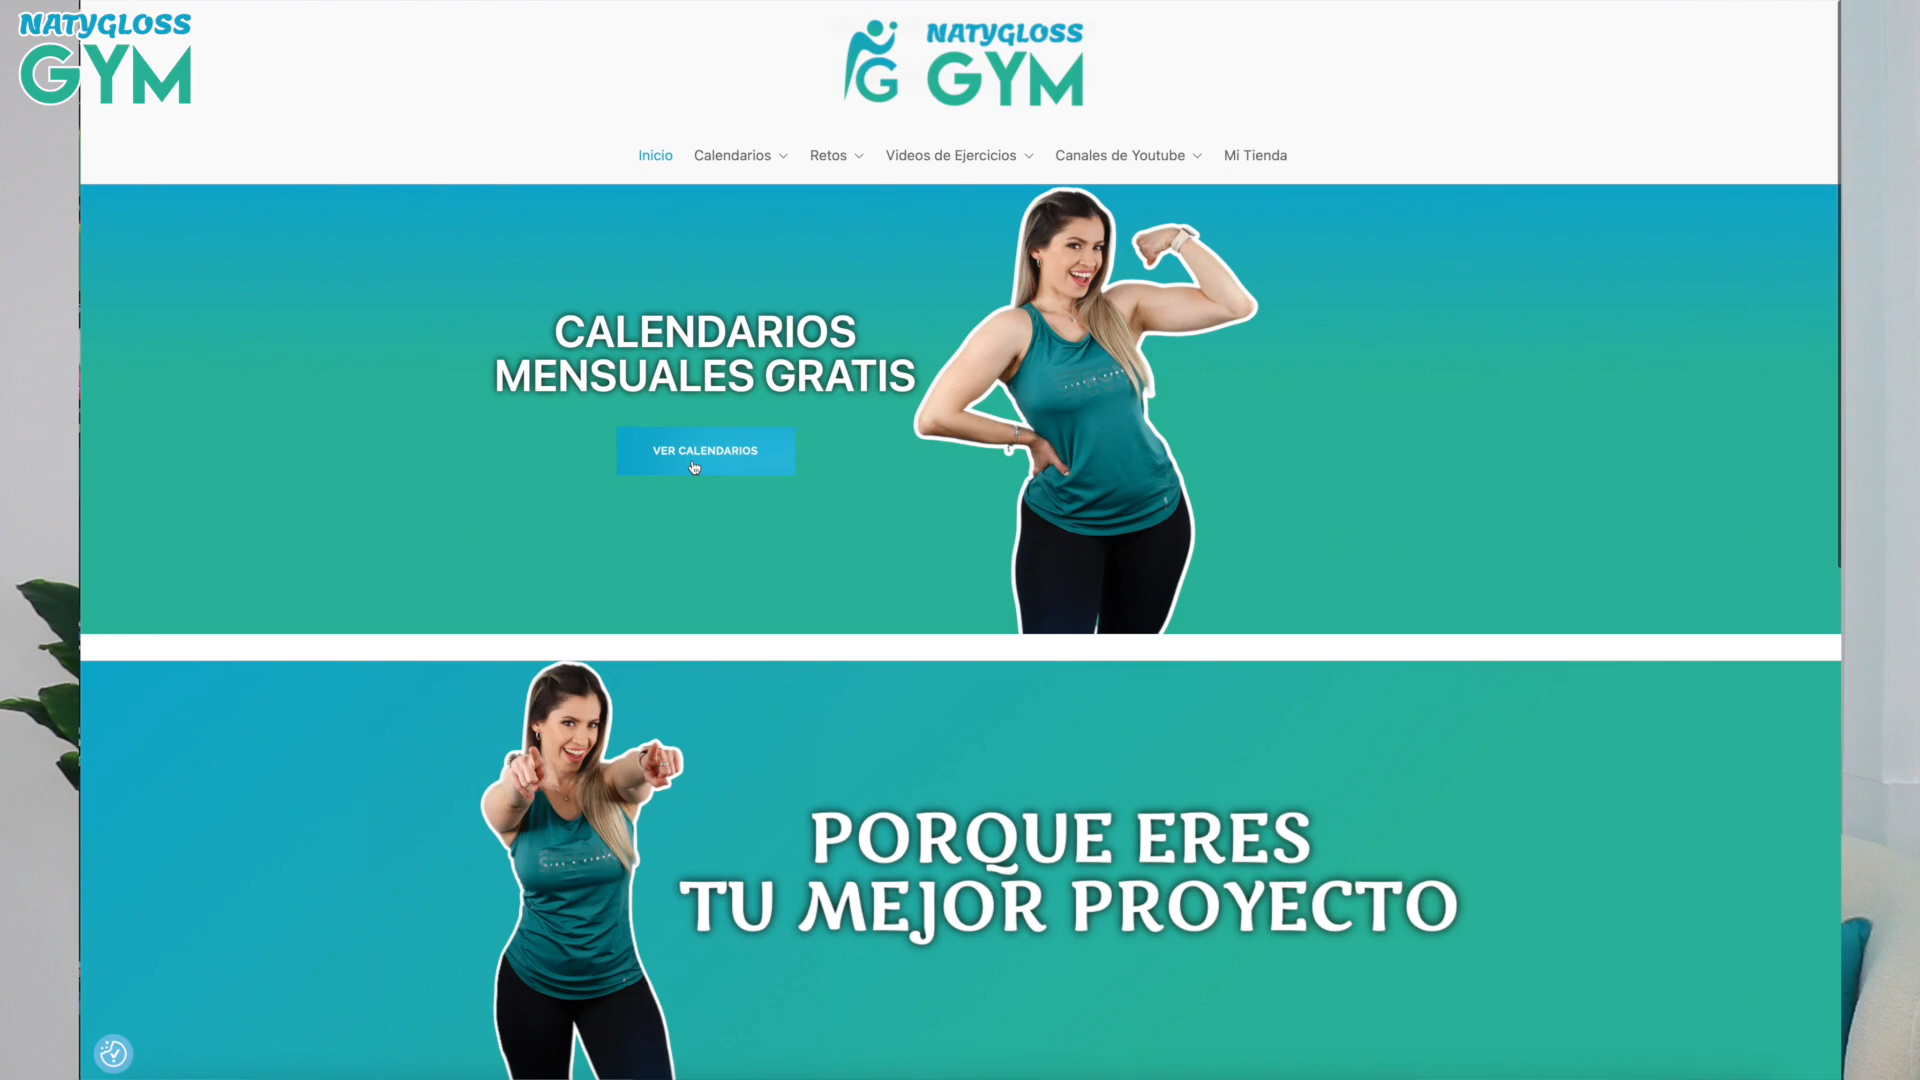 NATYGLOSS
GYM
G
NATYGLOSS
GYM
Inicio
Calendarios
Retos
Videos de Ejercicios
Canales de Youtube
Mi Tienda
CALENDARIOS
MENSUALES GRATIS
VER CALENDARIOS
PORQUE ERES
TU MEJOR PROYECTO